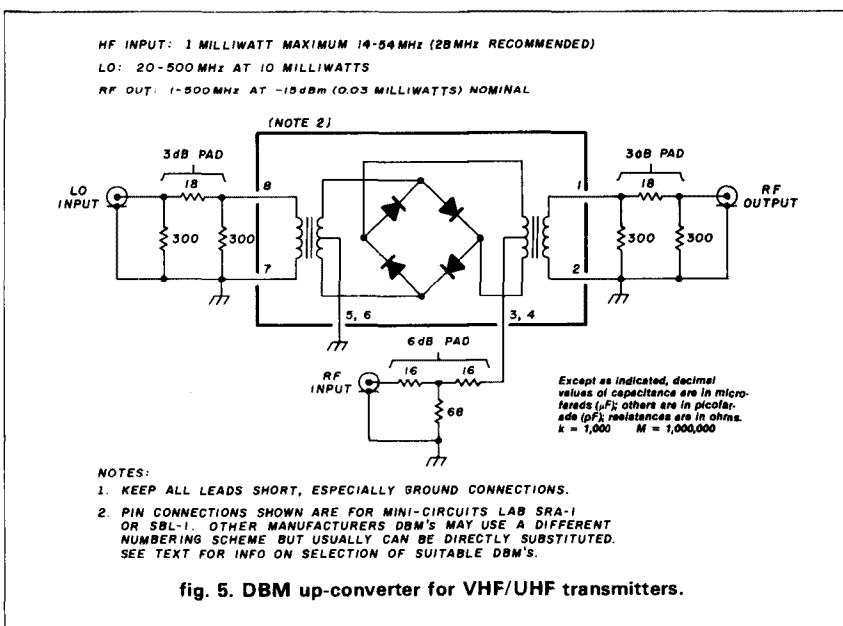 HF INPUT: 1 MILLIWATT MAXIMUM 14-54MHz (28MHz RECOMMENDED)
LO: 20-500MHz AT 10 MILLIWATTS
RF OUT: 1-500MHz AT -15dBm (0.03 MILLIWATTS) NOMINAL
(NOTE 2)
3dB PAD
18
LO INPUT
300
300
8
7
5, 6
3, 4
1
2
3dB PAD
18
RF OUTPUT
300
300
6dB PAD
RF INPUT
16
16
68
Except as indicated, decimal
values of capacitance are in micro-
farads (μF); others are in picofar-
ads (pF); resistances are in ohms.
k = 1,000 M = 1,000,000
NOTES:
1. KEEP ALL LEADS SHORT, ESPECIALLY GROUND CONNECTIONS.
2. PIN CONNECTIONS SHOWN ARE FOR MINI-CIRCUITS LAB SRA-1
OR SBL-1. OTHER MANUFACTURERS DBM'S MAY USE A DIFFERENT
NUMBERING SCHEME BUT USUALLY CAN BE DIRECTLY SUBSTITUTED.
SEE TEXT FOR INFO ON SELECTION OF SUITABLE DBM'S.
fig. 5. DBM up-converter for VHF/UHF transmitters.